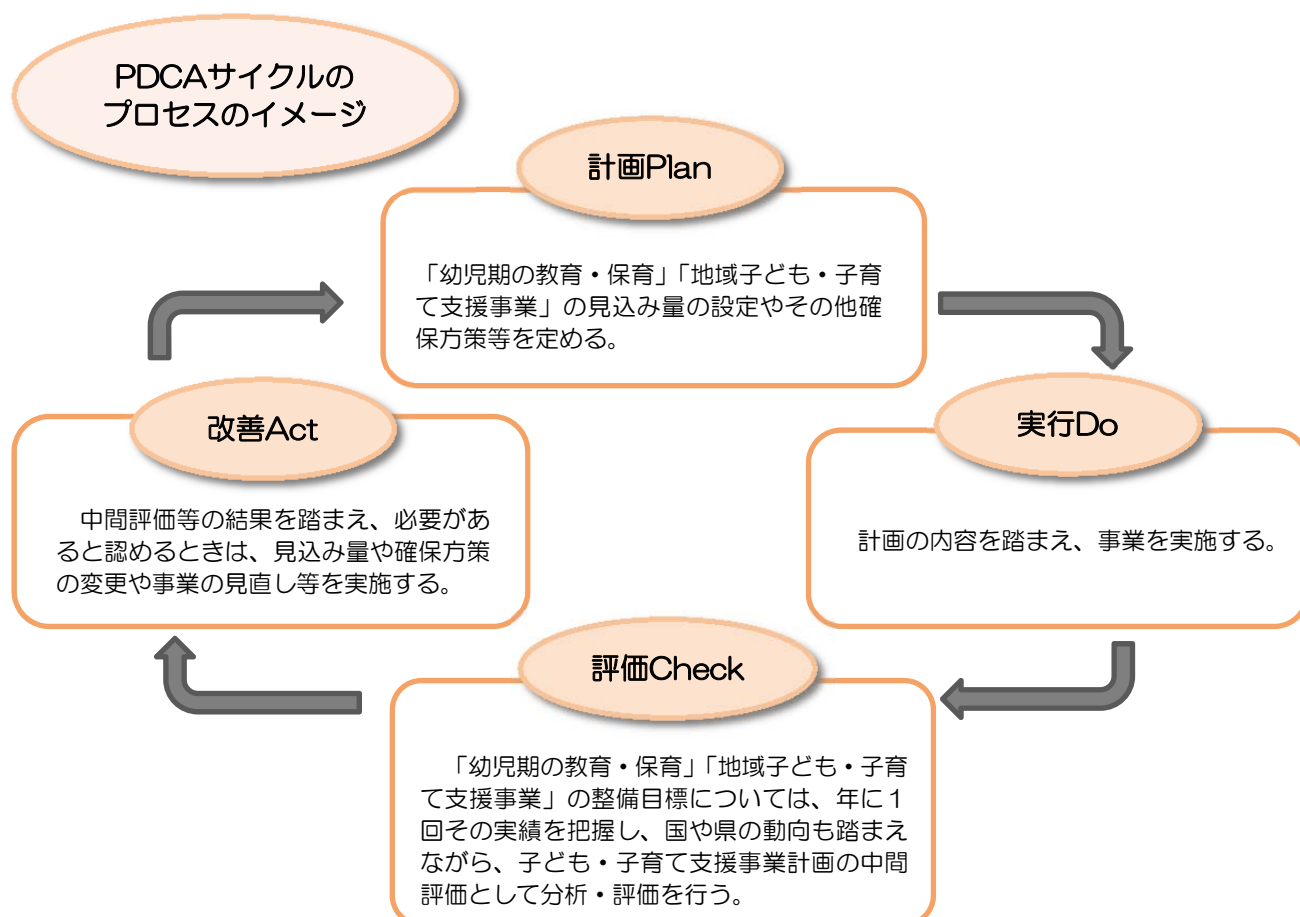 PDCAサイクルの
プロセスのイメージ
計画Plan
「幼児期の教育・保育」「地域子ども・子育
て支援事業」の見込み量の設定やその他確
保方策等を定める。
改善Act
中間評価等の結果を踏まえ、必要があ
ると認めるときは、見込み量や確保方策
の変更や事業の見直し等を実施する。
実行Do
計画の内容を踏まえ、事業を実施する。
評価Check
「幼児期の教育・保育」「地域子ども・子育
て支援事業」の整備目標については、年に１
回その実績を把握し、国や県の動向も踏まえ
ながら、子ども・子育て支援事業計画の中間
評価として分析・評価を行う。